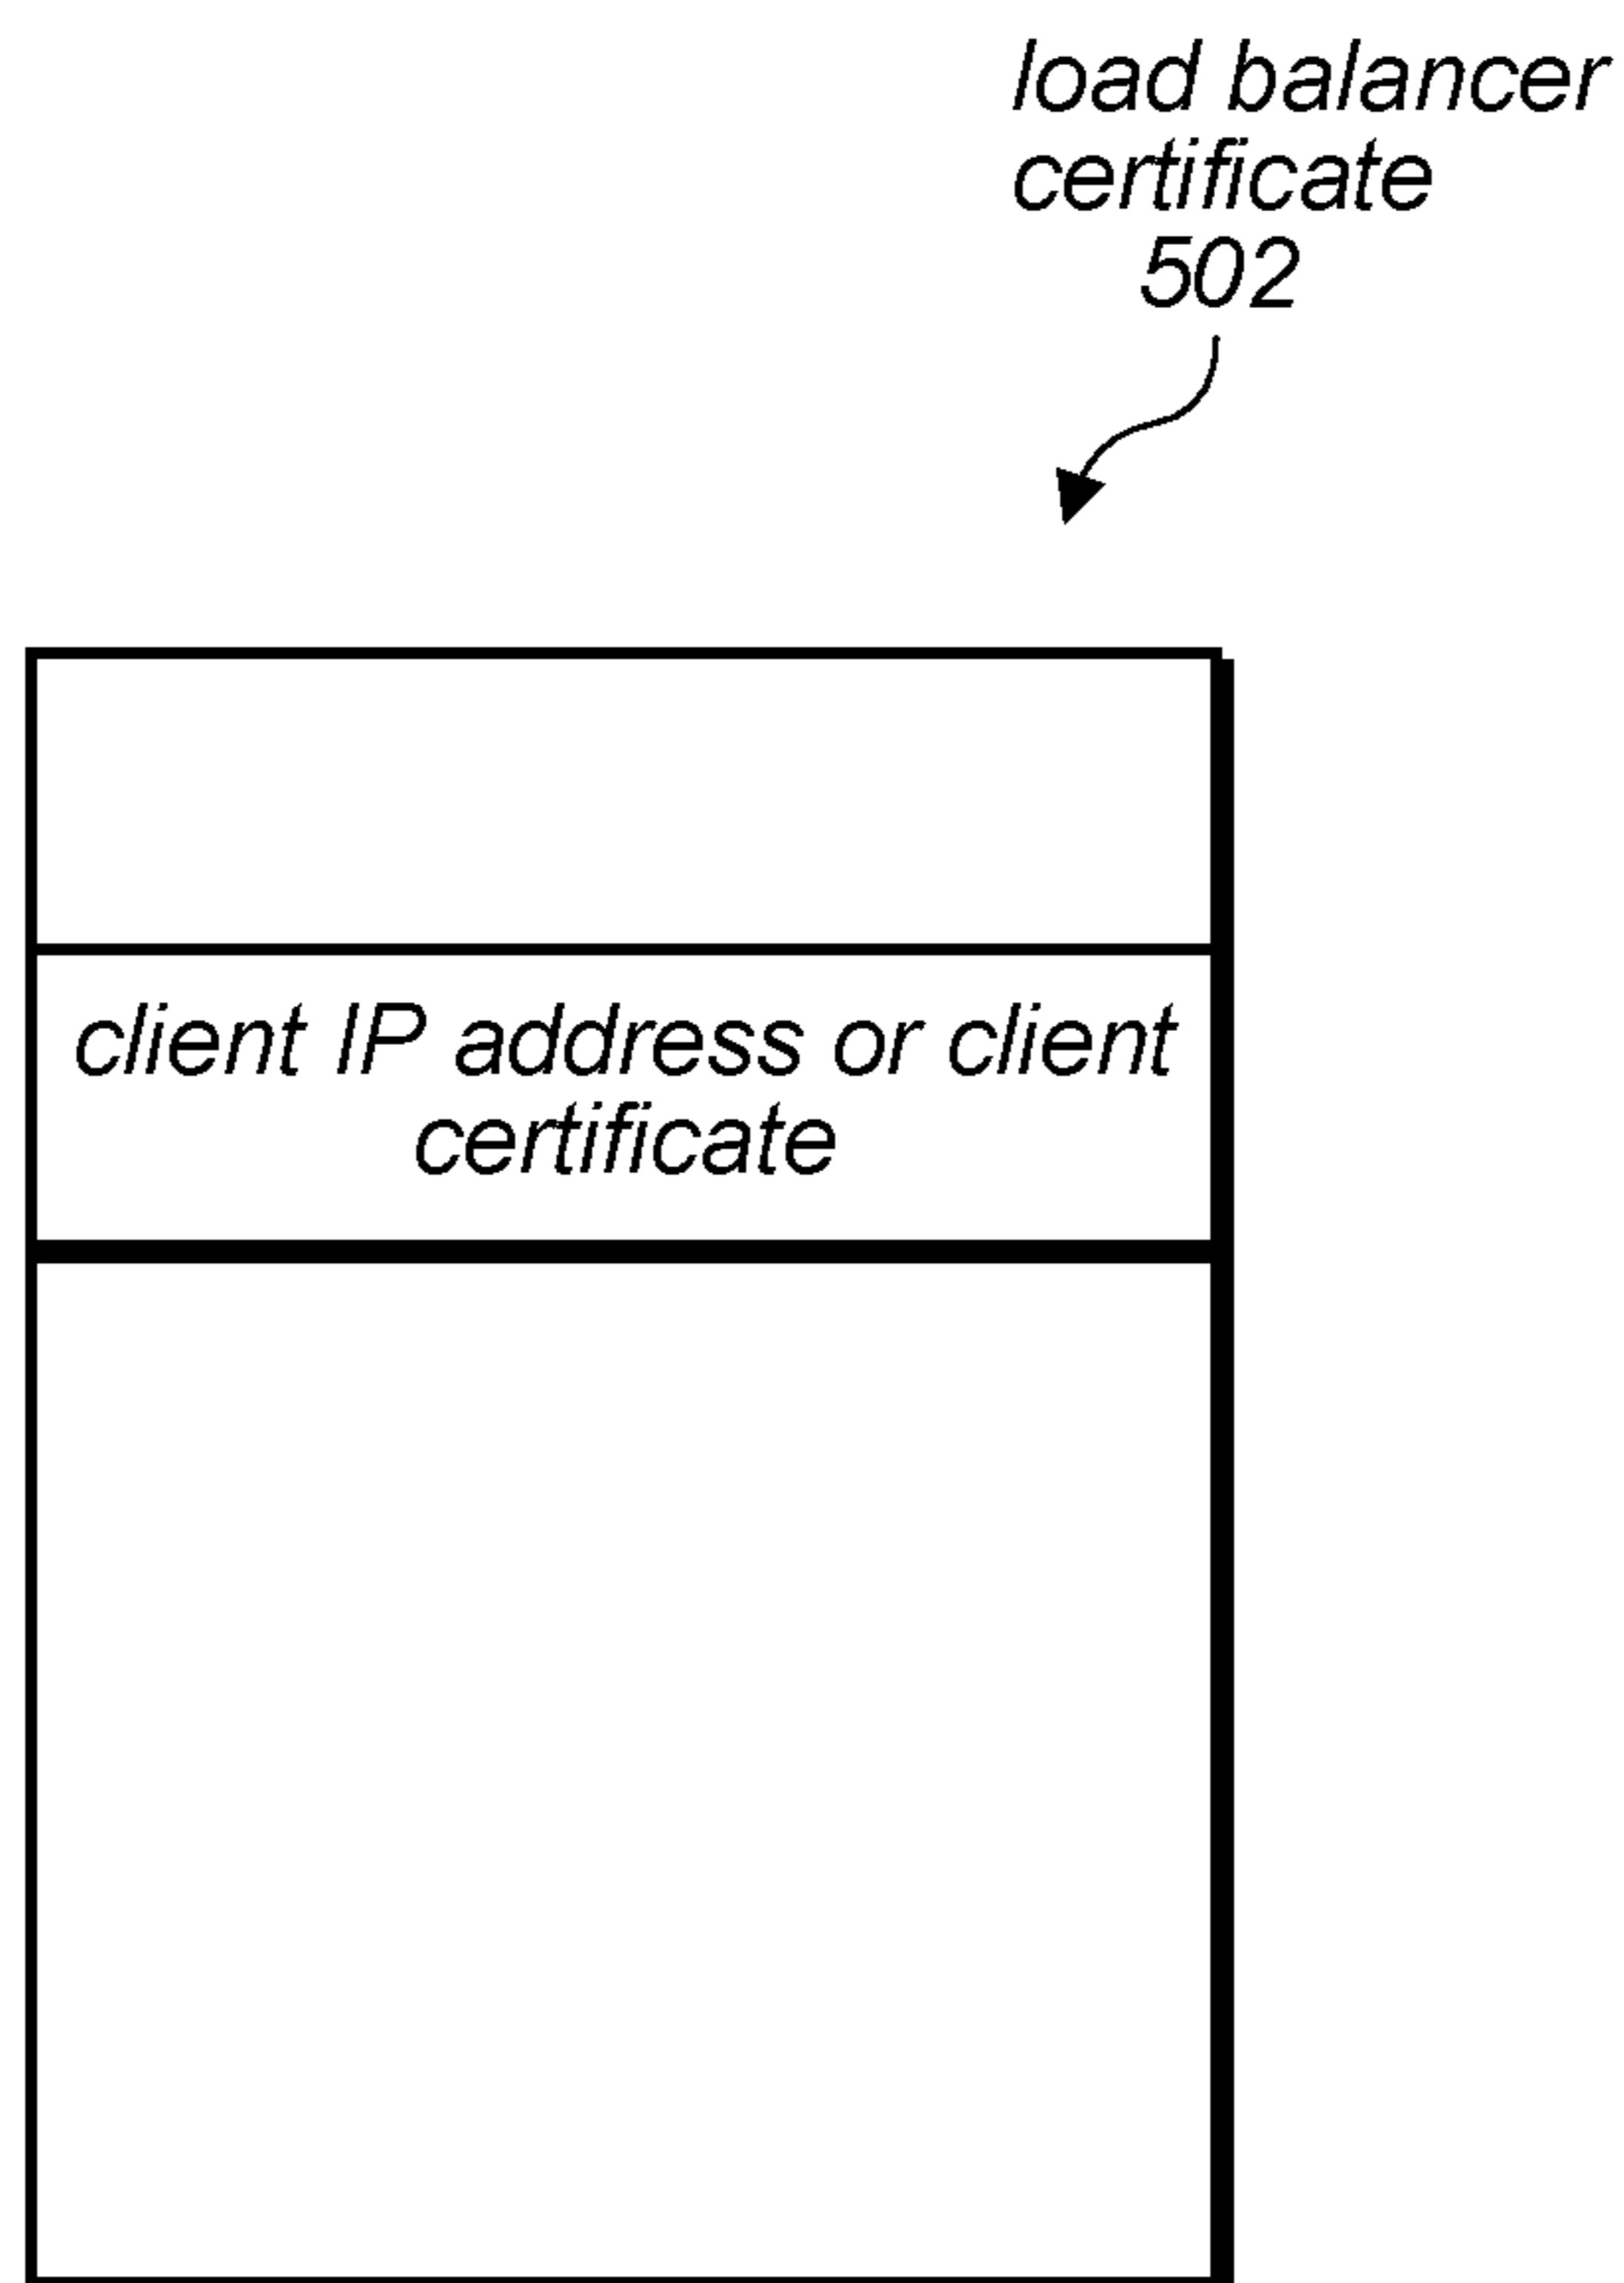 load balancer
certificate
502
client IP address or client
certificate